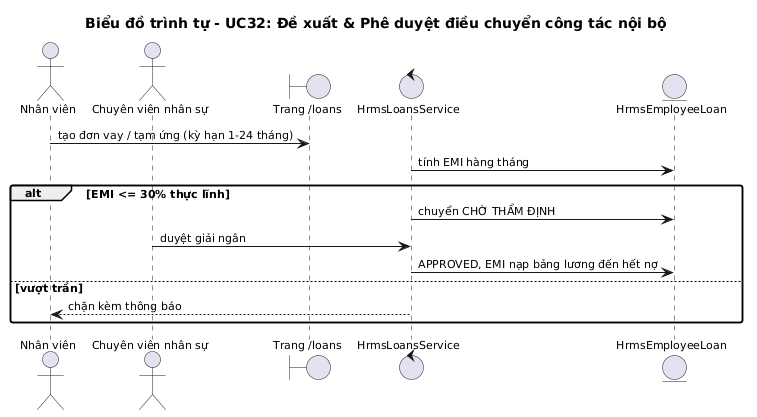 Biểu đồ trình tự - UC32: Đề xuất & Phê duyệt điều chuyển công tác nội bộ
Nhân viên Chuyên viên nhân sự Trang /loans HrmsLoansService HrmsEmployeeLoan
tạo đơn vay / tạm ứng (kỳ hạn 1-24 tháng)
tính EMI hàng tháng
alt [EMI <= 30% thực lĩnh]
chuyển CHỜ THẨM ĐỊNH
duyệt giải ngân
APPROVED, EMI nạp bảng lương đến hết nợ
[vượt trần]
chặn kèm thông báo
Nhân viên Chuyên viên nhân sự Trang /loans HrmsLoansService HrmsEmployeeLoan